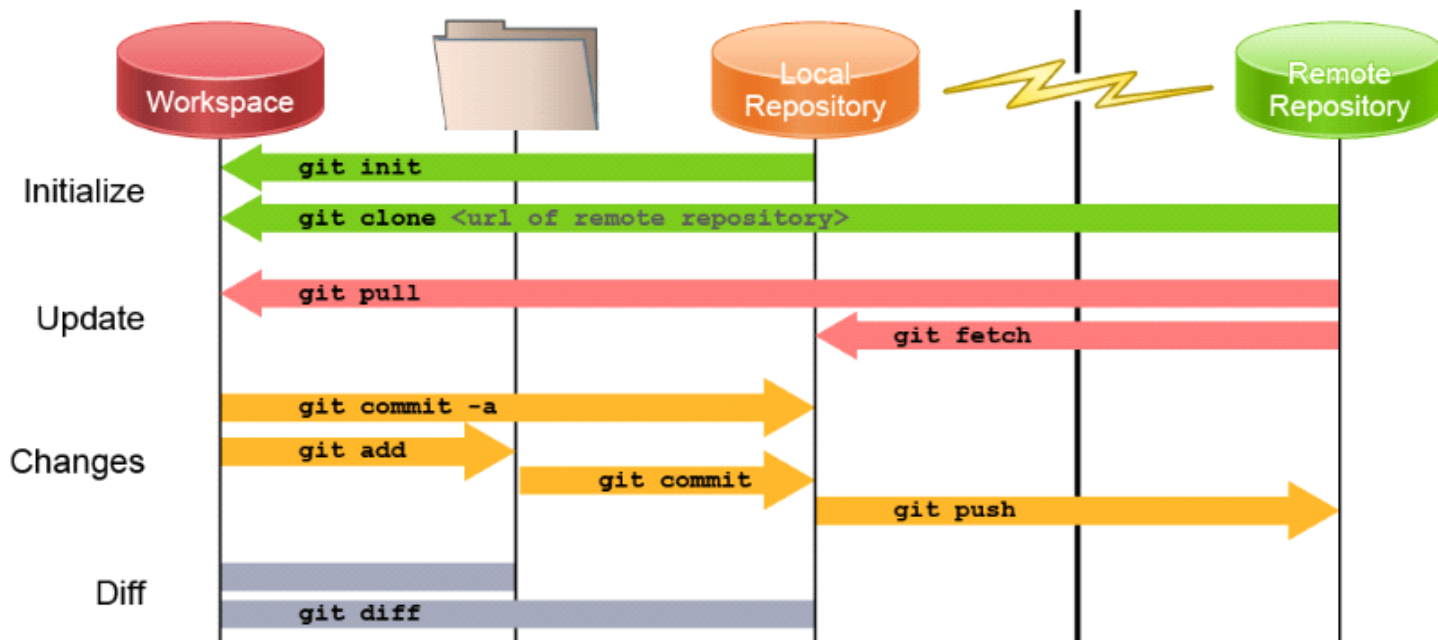 Workspace
Local
Repository
Remote
Repository
Initialize
git init
git clone <url of remote repository>
Update
git pull
git fetch
Changes
git commit -a
git add
git commit
git push
Diff
git diff